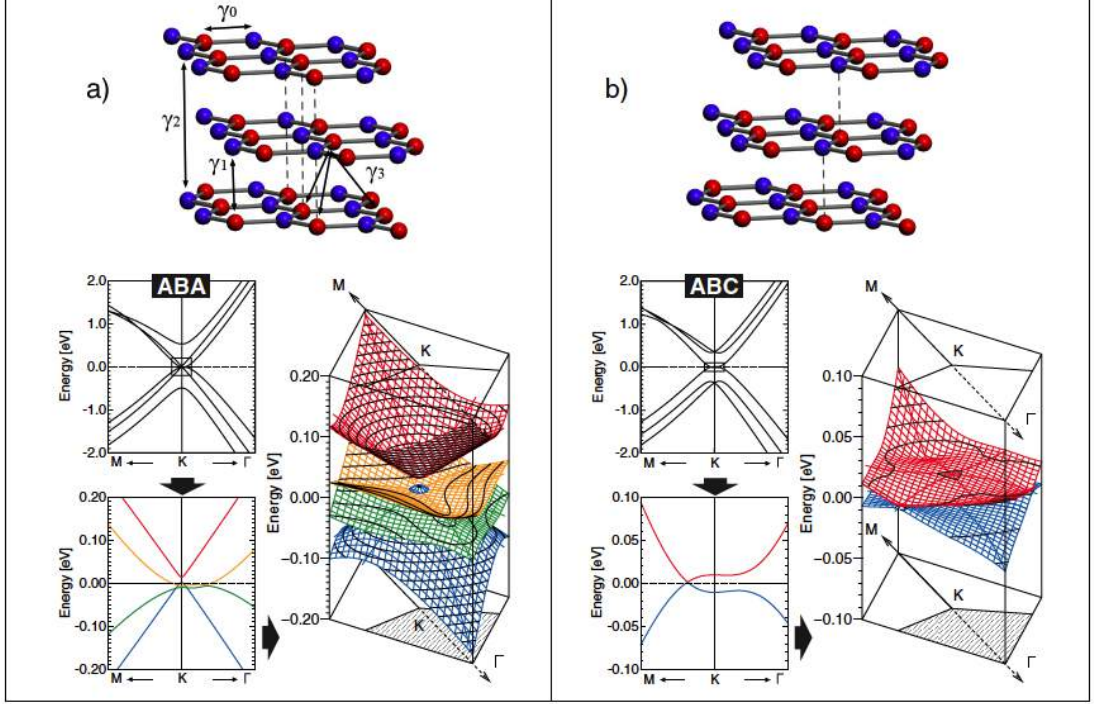 a)
γ0
γ2
γ1
γ3
ABA
Energy [eV]
2.0
1.0
0.0
-1.0
-2.0
M
K
Γ
Energy [eV]
0.20
0.10
0.00
-0.10
-0.20
M
K
Γ
M
K
Energy [eV]
0.20
0.10
0.00
−0.10
−0.20
K
Γ
b)
ABC
Energy [eV]
2.0
1.0
0.0
-1.0
-2.0
M
K
Γ
Energy [eV]
0.10
0.05
0.00
-0.05
-0.10
M
K
Γ
M
K
Γ
Energy [eV]
0.10
0.05
0.00
−0.05
−0.10
M
K
Γ